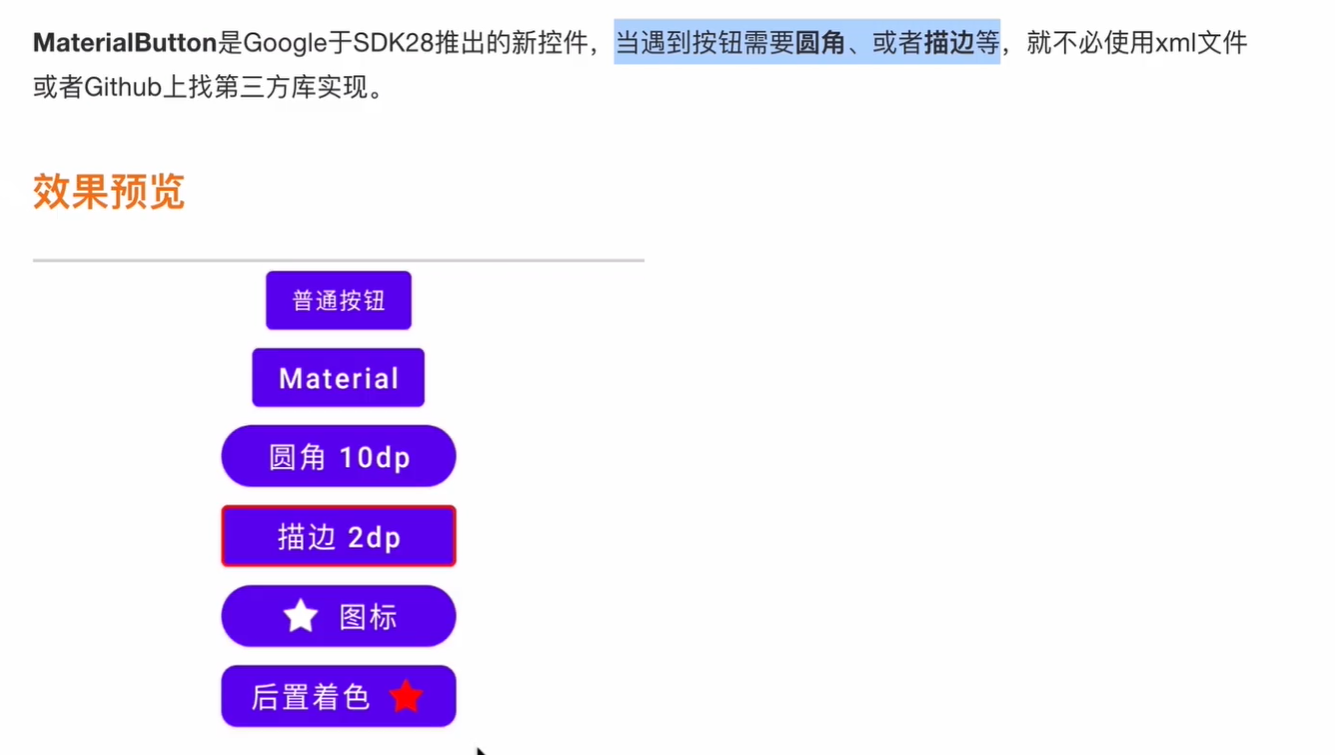 MaterialButton是Google于SDK28推出的新控件，当遇到按钮需要圆角、或者描边等，就不必使用xml文件
或者Github上找第三方库实现。
效果预览
普通按钮
Material
圆角 10dp
描边 2dp
图标
后置着色